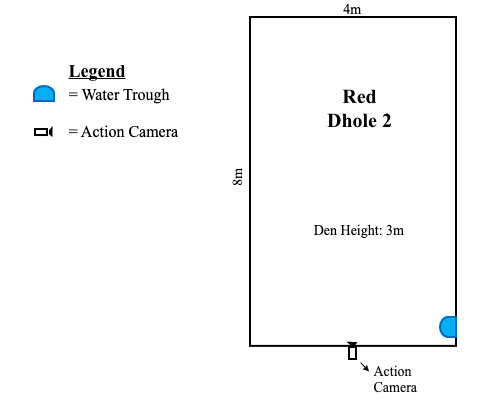 4m
Legend
= Water Trough
= Action Camera
Red
Dhole 2
8m
Den Height: 3m
Action
Camera